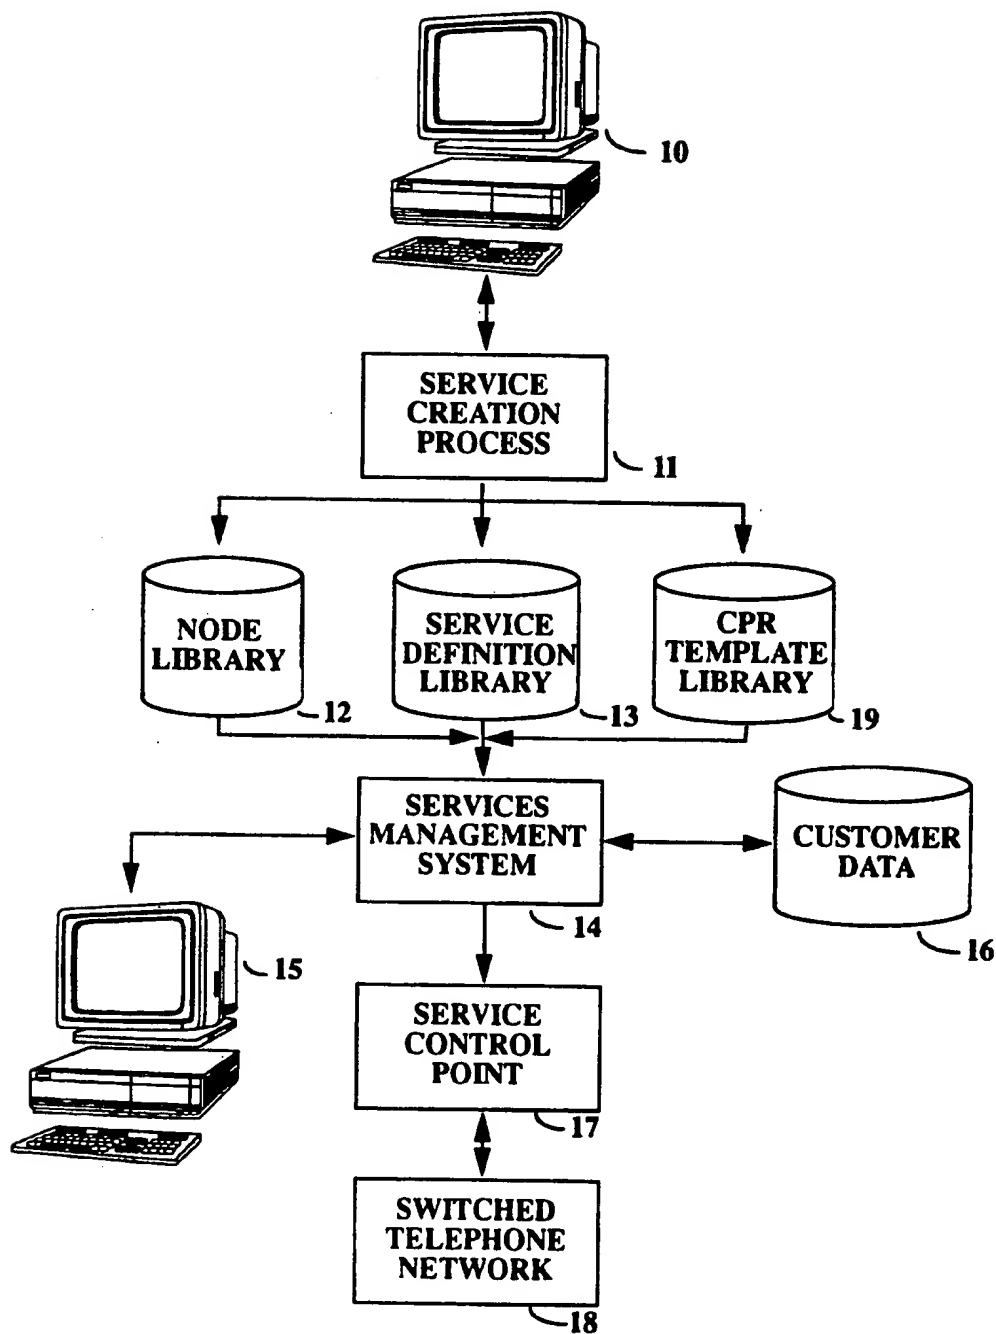 10
SERVICE
CREATION
PROCESS
11
NODE
LIBRARY
12
SERVICE
DEFINITION
LIBRARY
13
CPR
TEMPLATE
LIBRARY
19
SERVICES
MANAGEMENT
SYSTEM
14
CUSTOMER
DATA
16
15
SERVICE
CONTROL
POINT
17
SWITCHED
TELEPHONE
NETWORK
18